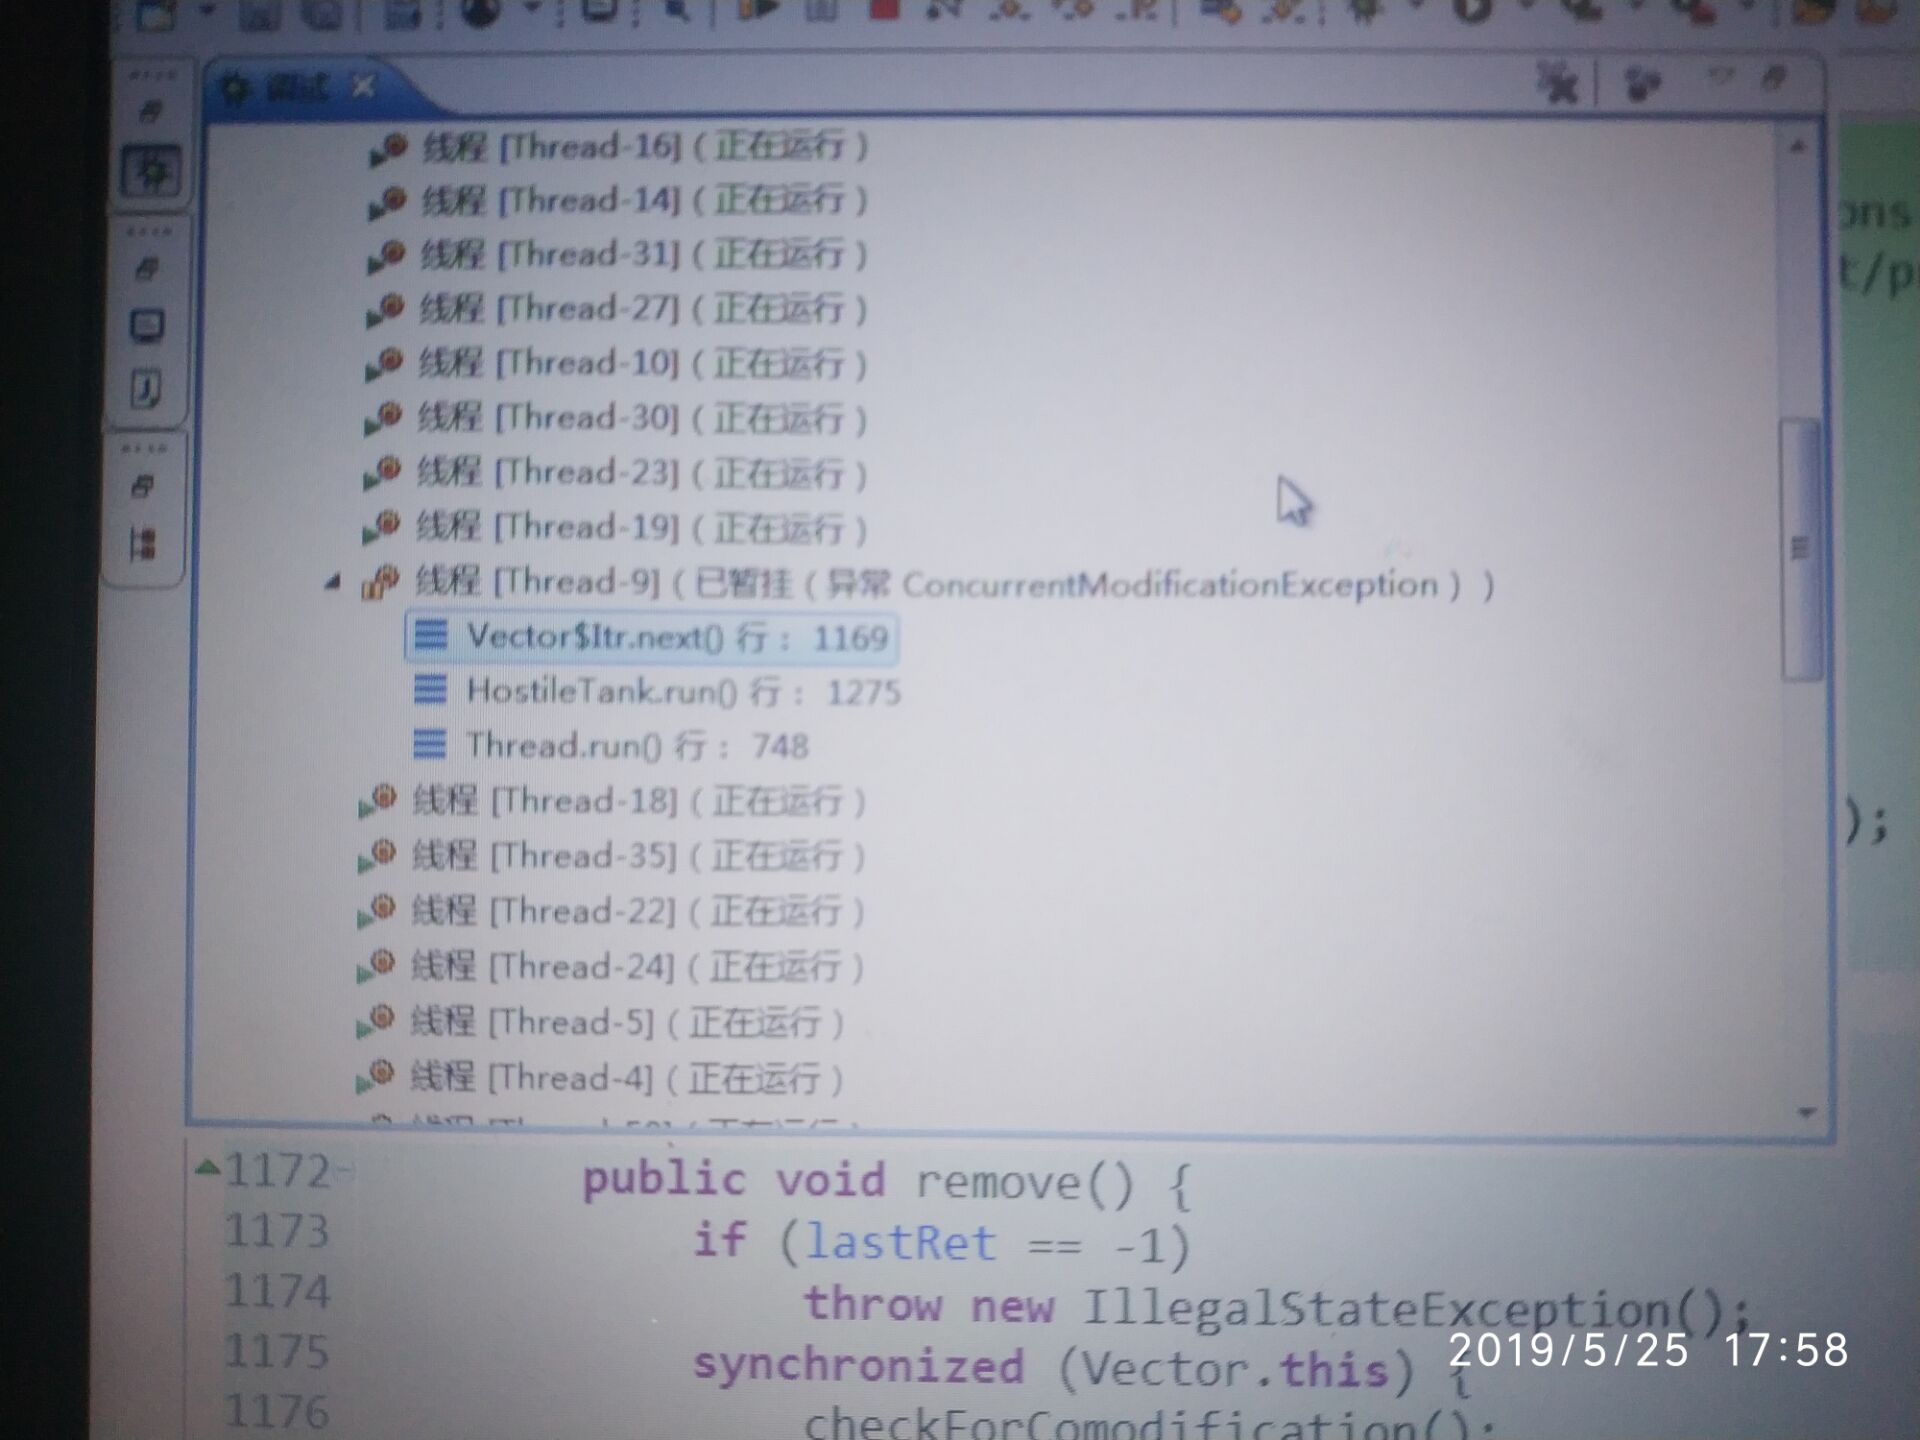 调试
线程 [Thread-16] ( 正在运行 )
线程 [Thread-14] ( 正在运行 )
线程 [Thread-31] ( 正在运行 )
线程 [Thread-27] ( 正在运行 )
线程 [Thread-10] ( 正在运行 )
线程 [Thread-30] ( 正在运行 )
线程 [Thread-23] ( 正在运行 )
线程 [Thread-19] ( 正在运行 )
线程 [Thread-9] ( 已暂挂 ( 异常 ConcurrentModificationException ) )
Vector$Itr.next() 行 : 1169
HostileTank.run() 行 : 1275
Thread.run() 行 : 748
线程 [Thread-18] ( 正在运行 )
线程 [Thread-35] ( 正在运行 )
线程 [Thread-22] ( 正在运行 )
线程 [Thread-24] ( 正在运行 )
线程 [Thread-5] ( 正在运行 )
线程 [Thread-4] ( 正在运行 )
ons
t/p
);
1172 public void remove() {
1173 if (lastRet == -1)
1174 throw new IllegalStateException();
1175 synchronized (Vector.this) {
1176 checkForComodification();
2019/5/25 17:58